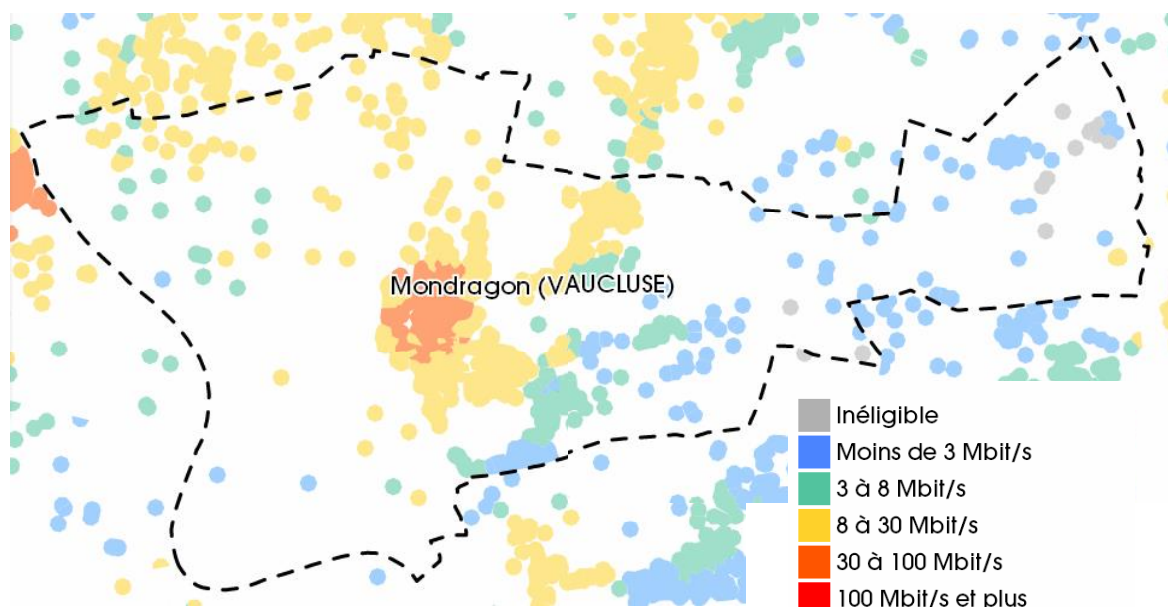 Mondragon (VAUCLUSE)
Inéligible
Moins de 3 Mbit/s
3 à 8 Mbit/s
8 à 30 Mbit/s
30 à 100 Mbit/s
100 Mbit/s et plus